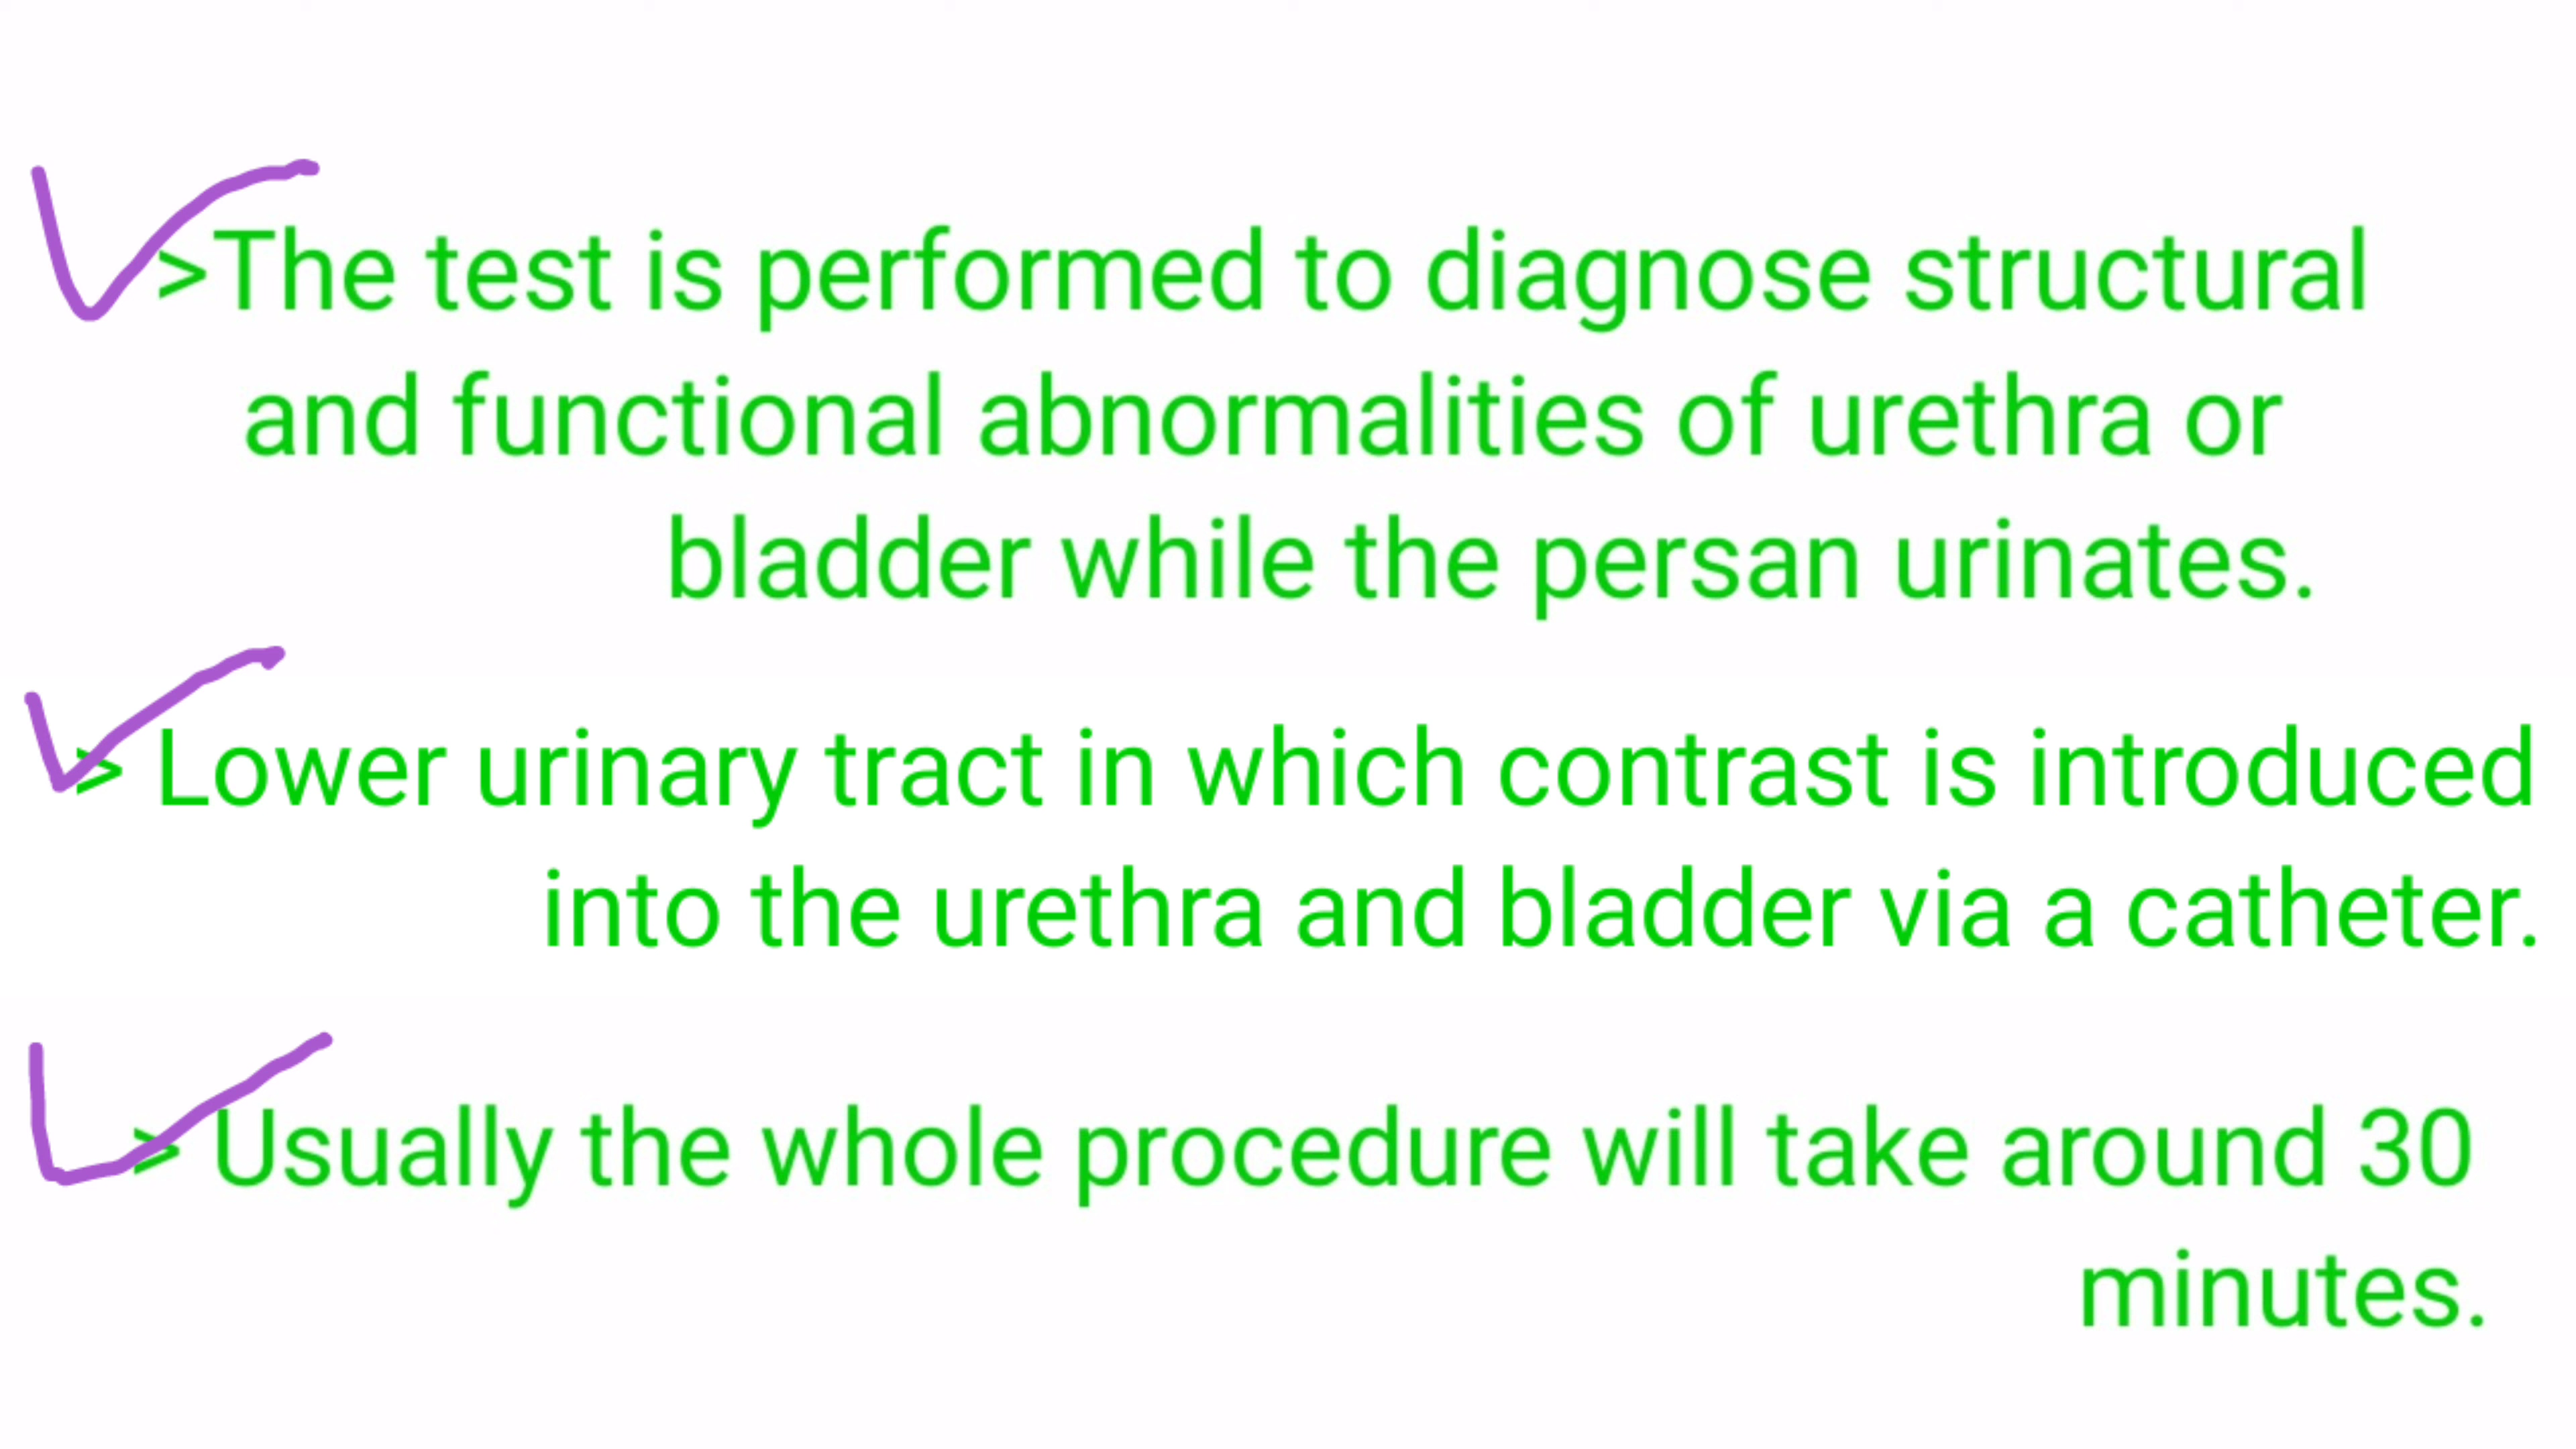 >The test is performed to diagnose structural
and functional abnormalities of urethra or
bladder while the persan urinates.
> Lower urinary tract in which contrast is introduced
into the urethra and bladder via a catheter.
> Usually the whole procedure will take around 30
minutes.